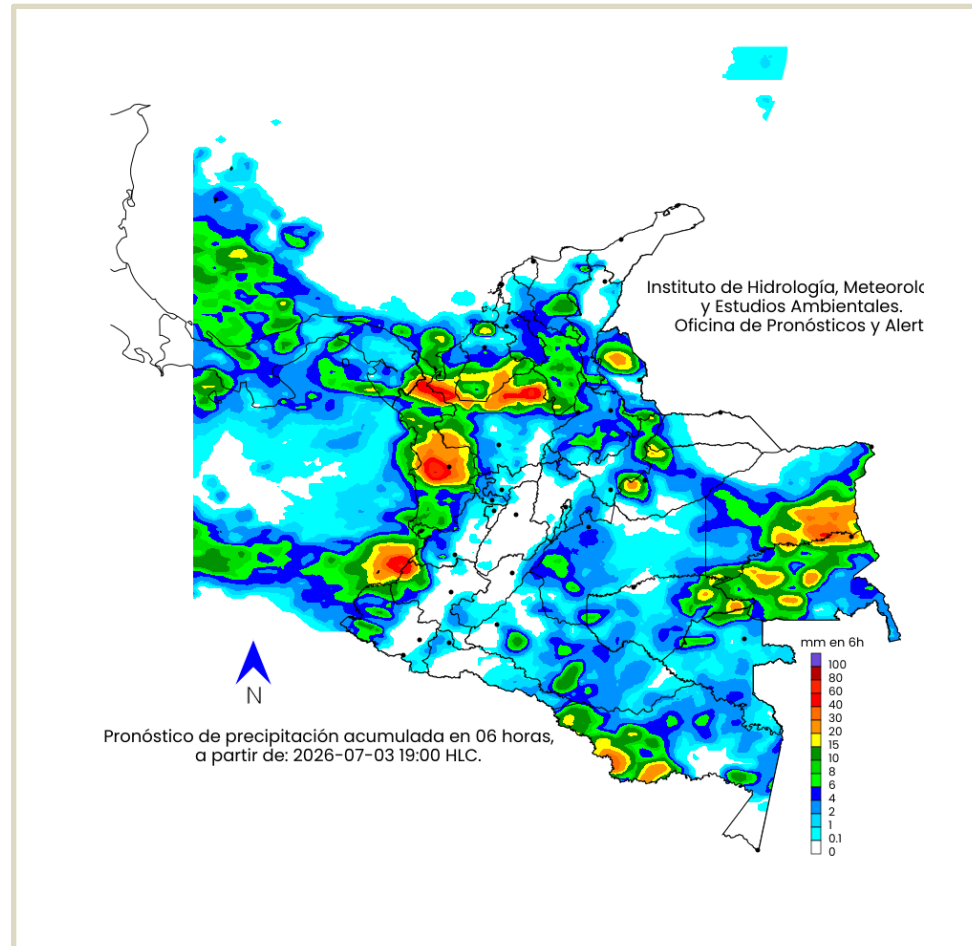 Instituto de Hidrología, Meteorolo
y Estudios Ambientales.
Oficina de Pronósticos y Alert
N
Pronóstico de precipitación acumulada en 06 horas,
a partir de: 2026-07-03 19:00 HLC.
mm en 6h
100
80
60
40
30
20
15
10
8
6
4
2
1
0.1
0